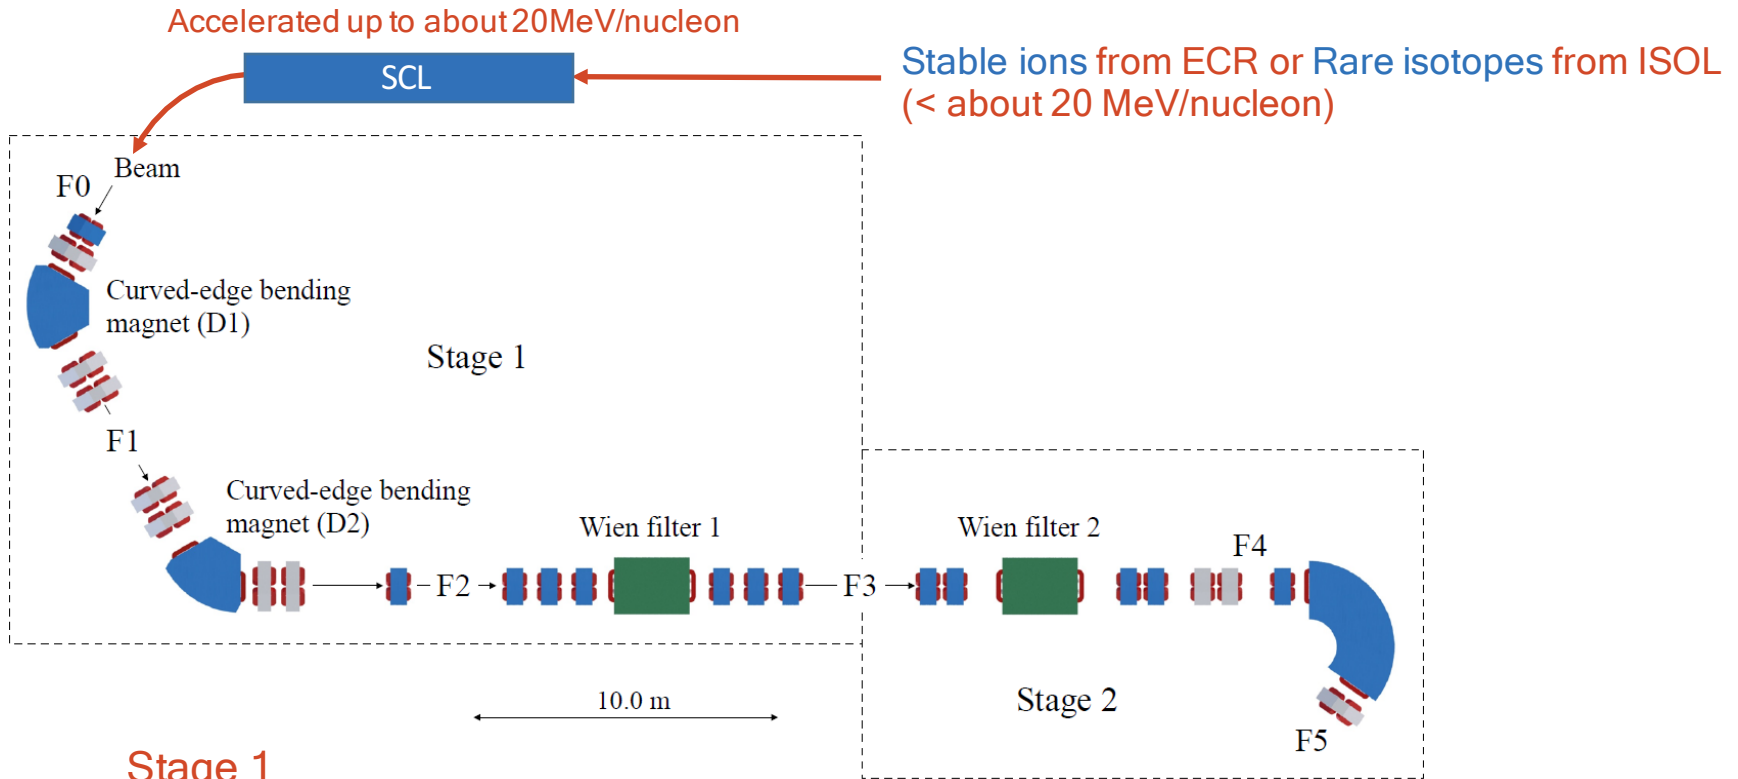 Accelerated up to about 20MeV/nucleon
SCL
Stable ions from ECR or Rare isotopes from ISOL
(< about 20 MeV/nucleon)
Beam
F0
Curved-edge bending
magnet (D1)
Stage 1
F1
Curved-edge bending
magnet (D2)
Wien filter 1
Wien filter 2
F4
F2
F3
10.0 m
Stage 2
F5
Stage 1